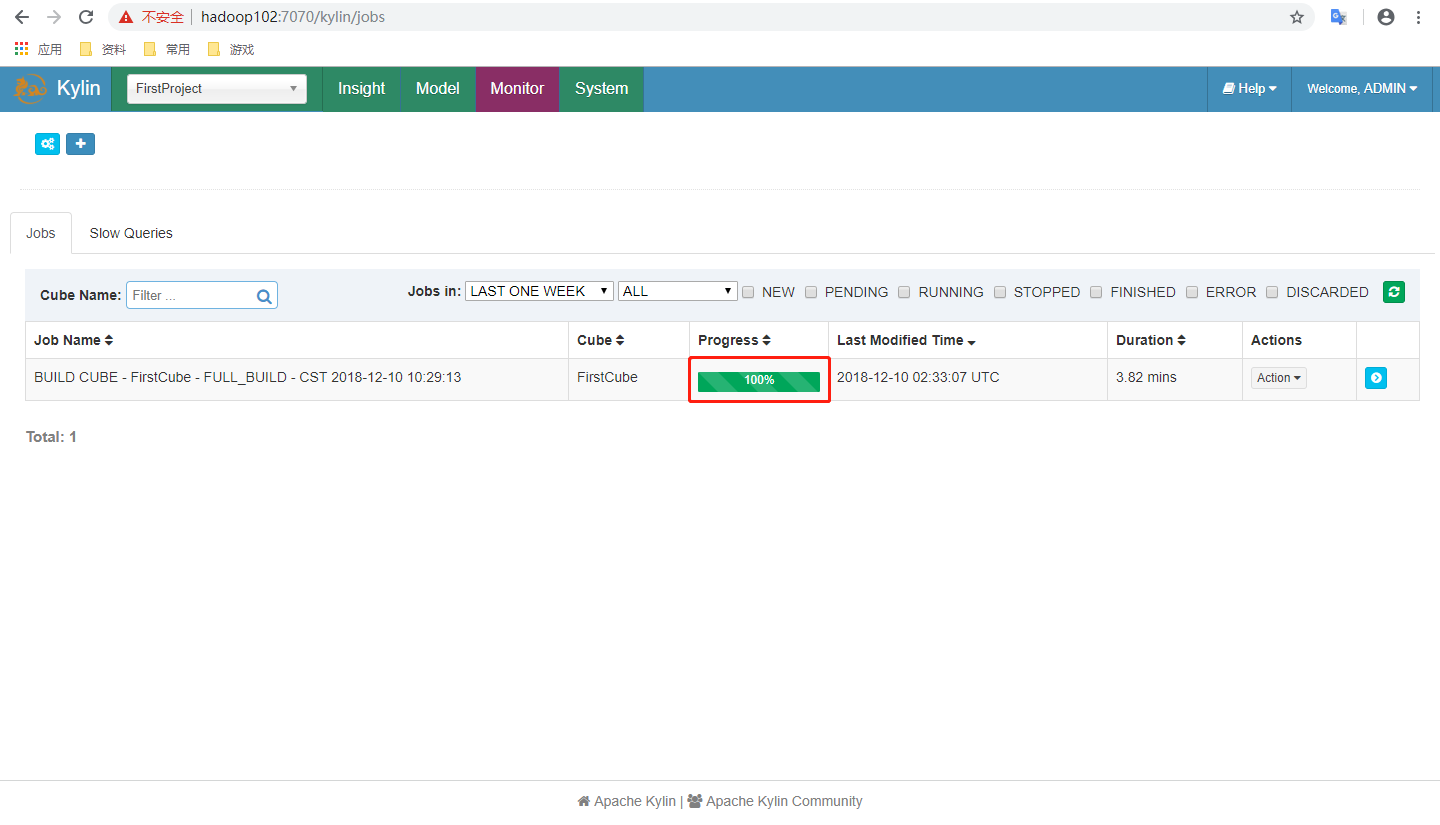 不安全 hadoop102:7070/kylin/jobs
应用 资料 常用 游戏
Kylin FirstProject Insight Model Monitor System Help Welcome, ADMIN
Jobs Slow Queries
Cube Name: Filter ... Jobs in: LAST ONE WEEK ALL NEW PENDING RUNNING STOPPED FINISHED ERROR DISCARDED
Job Name Cube Progress Last Modified Time Duration Actions
BUILD CUBE - FirstCube - FULL_BUILD - CST 2018-12-10 10:29:13 FirstCube 100% 2018-12-10 02:33:07 UTC 3.82 mins Action
Total: 1
Apache Kylin | Apache Kylin Community